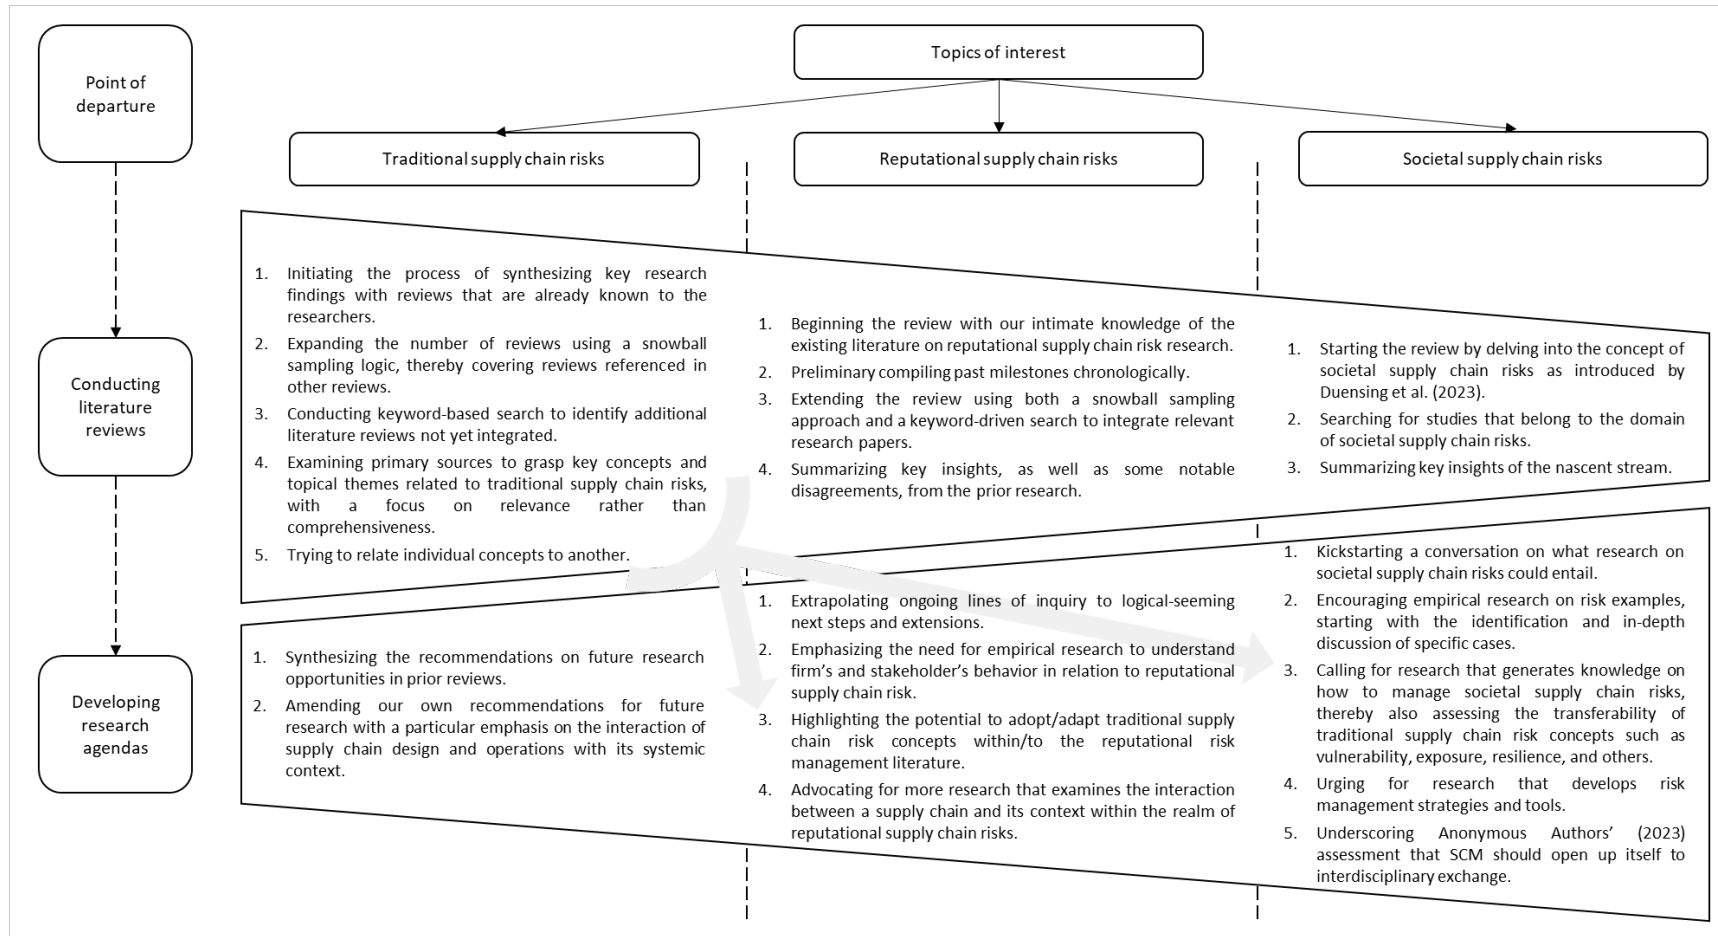 Point of
departure
Topics of interest
Traditional supply chain risks
Reputational supply chain risks
Societal supply chain risks
Conducting
literature
reviews
1. Initiating the process of synthesizing key research
findings with reviews that are already known to the
researchers.
2. Expanding the number of reviews using a snowball
sampling logic, thereby covering reviews referenced in
other reviews.
3. Conducting keyword-based search to identify additional
literature reviews not yet integrated.
4. Examining primary sources to grasp key concepts and
topical themes related to traditional supply chain risks,
with a focus on relevance rather than
comprehensiveness.
5. Trying to relate individual concepts to another.
1. Beginning the review with our intimate knowledge of the
existing literature on reputational supply chain risk research.
2. Preliminary compiling past milestones chronologically.
3. Extending the review using both a snowball sampling
approach and a keyword-driven search to integrate relevant
research papers.
4. Summarizing key insights, as well as some notable
disagreements, from the prior research.
1. Starting the review by delving into the concept of
societal supply chain risks as introduced by
Duensing et al. (2023).
2. Searching for studies that belong to the domain
of societal supply chain risks.
3. Summarizing key insights of the nascent stream.
Developing
research
agendas
1. Synthesizing the recommendations on future research
opportunities in prior reviews.
2. Amending our own recommendations for future
research with a particular emphasis on the interaction of
supply chain design and operations with its systemic
context.
1. Extrapolating ongoing lines of inquiry to logical-seeming
next steps and extensions.
2. Emphasizing the need for empirical research to understand
firm's and stakeholder's behavior in relation to reputational
supply chain risk.
3. Highlighting the potential to adopt/adapt traditional supply
chain risk concepts within/to the reputational risk
management literature.
4. Advocating for more research that examines the interaction
between a supply chain and its context within the realm of
reputational supply chain risks.
1. Kickstarting a conversation on what research on
societal supply chain risks could entail.
2. Encouraging empirical research on risk examples,
starting with the identification and in-depth
discussion of specific cases.
3. Calling for research that generates knowledge on
how to manage societal supply chain risks,
thereby also assessing the transferability of
traditional supply chain risk concepts such as
vulnerability, exposure, resilience, and others.
4. Urging for research that develops risk
management strategies and tools.
5. Underscoring Anonymous Authors' (2023)
assessment that SCM should open up itself to
interdisciplinary exchange.